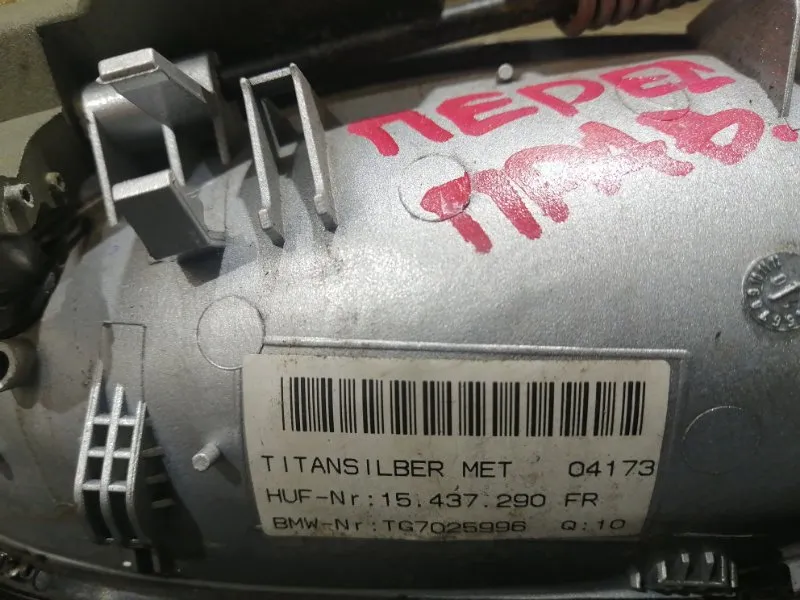 ПЕРЕД
ПРАВ.
TITANSILBER MET 04173
HUF-Nr:15.437.290 FR
BMW-Nr:TG7025996 Q:10